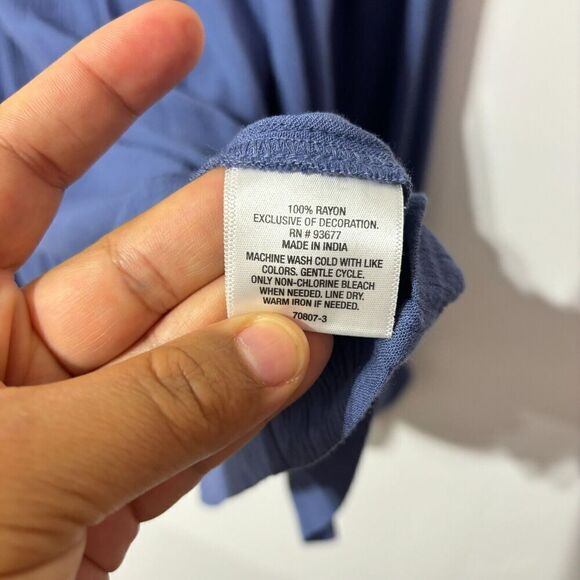 100% RAYON
EXCLUSIVE OF DECORATION.
RN # 93677
MADE IN INDIA
MACHINE WASH COLD WITH LIKE
COLORS. GENTLE CYCLE.
ONLY NON-CHLORINE BLEACH
WHEN NEEDED. LINE DRY.
WARM IRON IF NEEDED.
70807-3